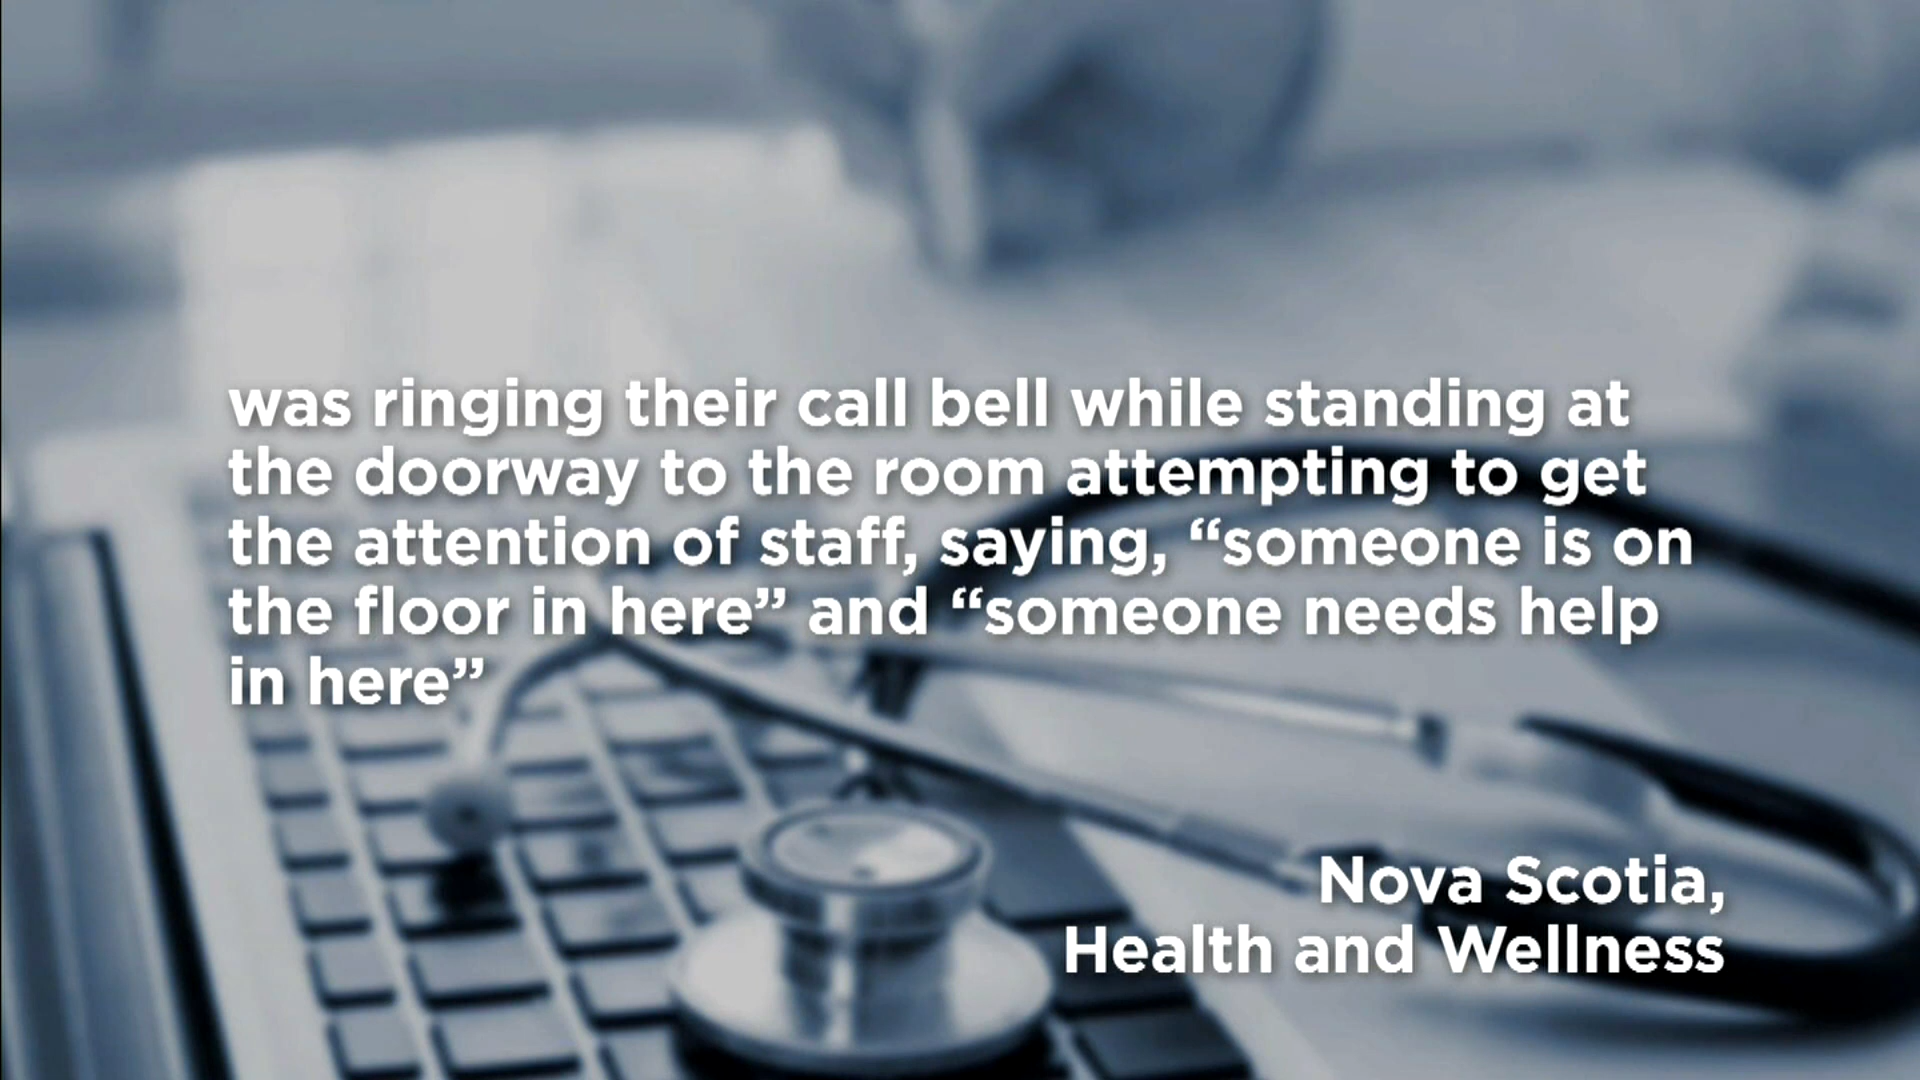 was ringing their call bell while standing at
the doorway to the room attempting to get
the attention of staff, saying, “someone is on
the floor in here” and “someone needs help
in here”
Nova Scotia,
Health and Wellness